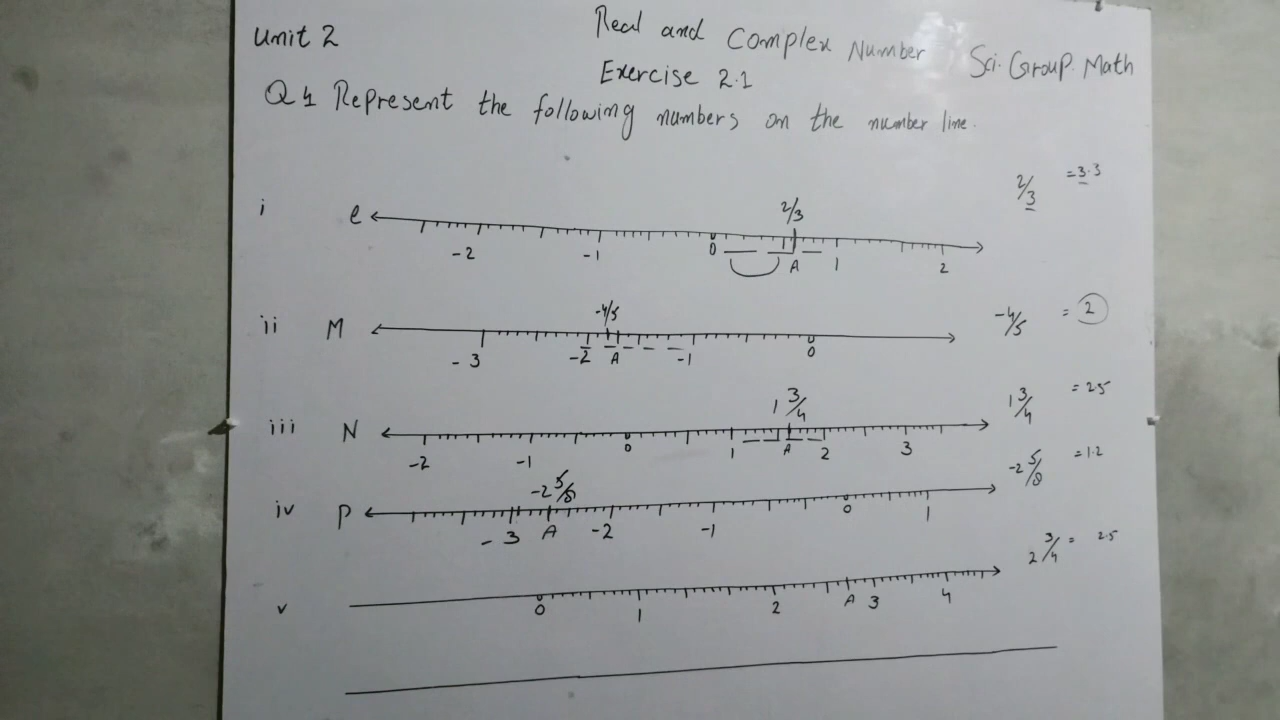 Unit 2 Real and Complex Number Sci. Group. Math
Exercise 2.1
Q 1 Represent the following numbers on the number line.
i l 2/3 2/3 = 3.3
-2 -1 0 A 1 2
ii M -4/5 -4/5 = 2
-3 -2 A -1 0
iii N 1 3/4 1 3/4 = 25
-2 -1 0 1 A 2 3
iv P -2 5/8 -2 5/8 = 1.2
-3 A -2 -1 0 1
v 2 3/4 = 2.5
0 1 2 A 3 4